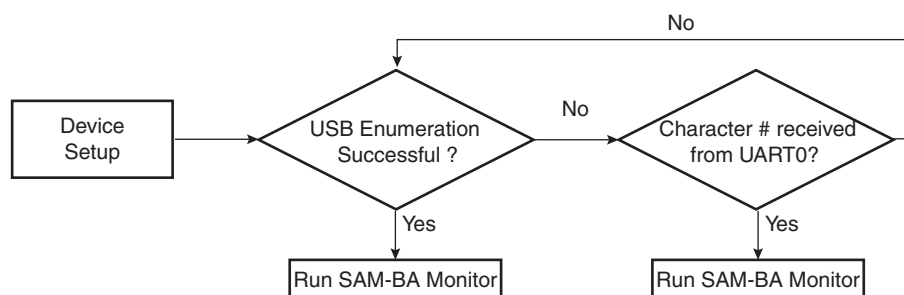 No
Device
Setup
USB Enumeration
Successful ?
No
Character # received
from UART0?
Yes
Yes
Run SAM-BA Monitor
Run SAM-BA Monitor